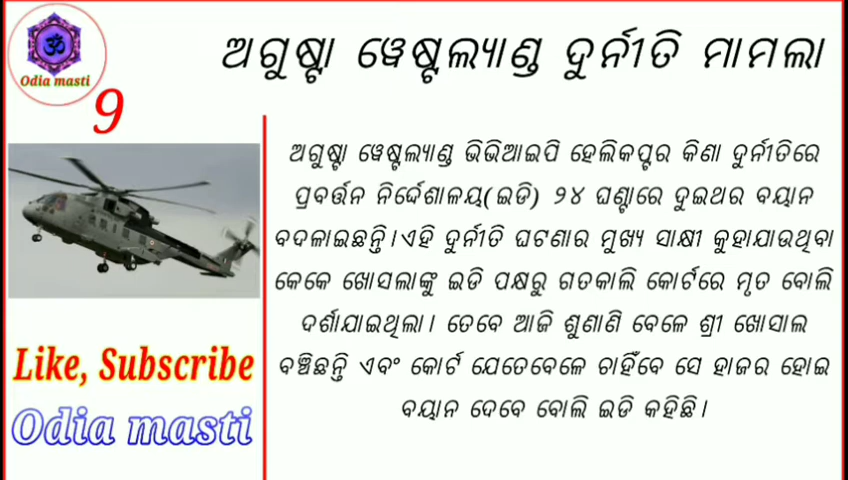 ଅଗୁଷ୍ଟା ୱେଷ୍ଟଲ୍ୟାଣ୍ଡ ଦୁର୍ନୀତି ମାମଲା
ॐ
Odia masti
9
ଅଗୁଷ୍ଟା ୱେଷ୍ଟଲ୍ୟାଣ୍ଡ ଭିଭିଆଇପି ହେଲିକପ୍ଟର କିଣା ଦୁର୍ନୀତିରେ
ପ୍ରବର୍ତ୍ତନ ନିର୍ଦ୍ଦେଶାଳୟ(ଇଡି) ୨୪ ଘଣ୍ଟାରେ ଦୁଇଥର ବୟାନ
ବଦଳାଇଛନ୍ତି।ଏହି ଦୁର୍ନୀତି ଘଟଣାର ମୁଖ୍ୟ ସାକ୍ଷୀ କୁହାଯାଉଥିବା
କେକେ ଖୋସଲାଙ୍କୁ ଇଡି ପକ୍ଷରୁ ଗତକାଲି କୋର୍ଟରେ ମୃତ ବୋଲି
ଦର୍ଶାଯାଇଥିଲା। ତେବେ ଆଜି ଶୁଣାଣି ବେଳେ ଶ୍ରୀ ଖୋସାଲ
ବଞ୍ଚିଛନ୍ତି ଏବଂ କୋର୍ଟ ଯେତେବେଳେ ଚାହିଁବେ ସେ ହାଜର ହୋଇ
ବୟାନ ଦେବେ ବୋଲି ଇଡି କହିଛି।
Like, Subscribe
Odia masti